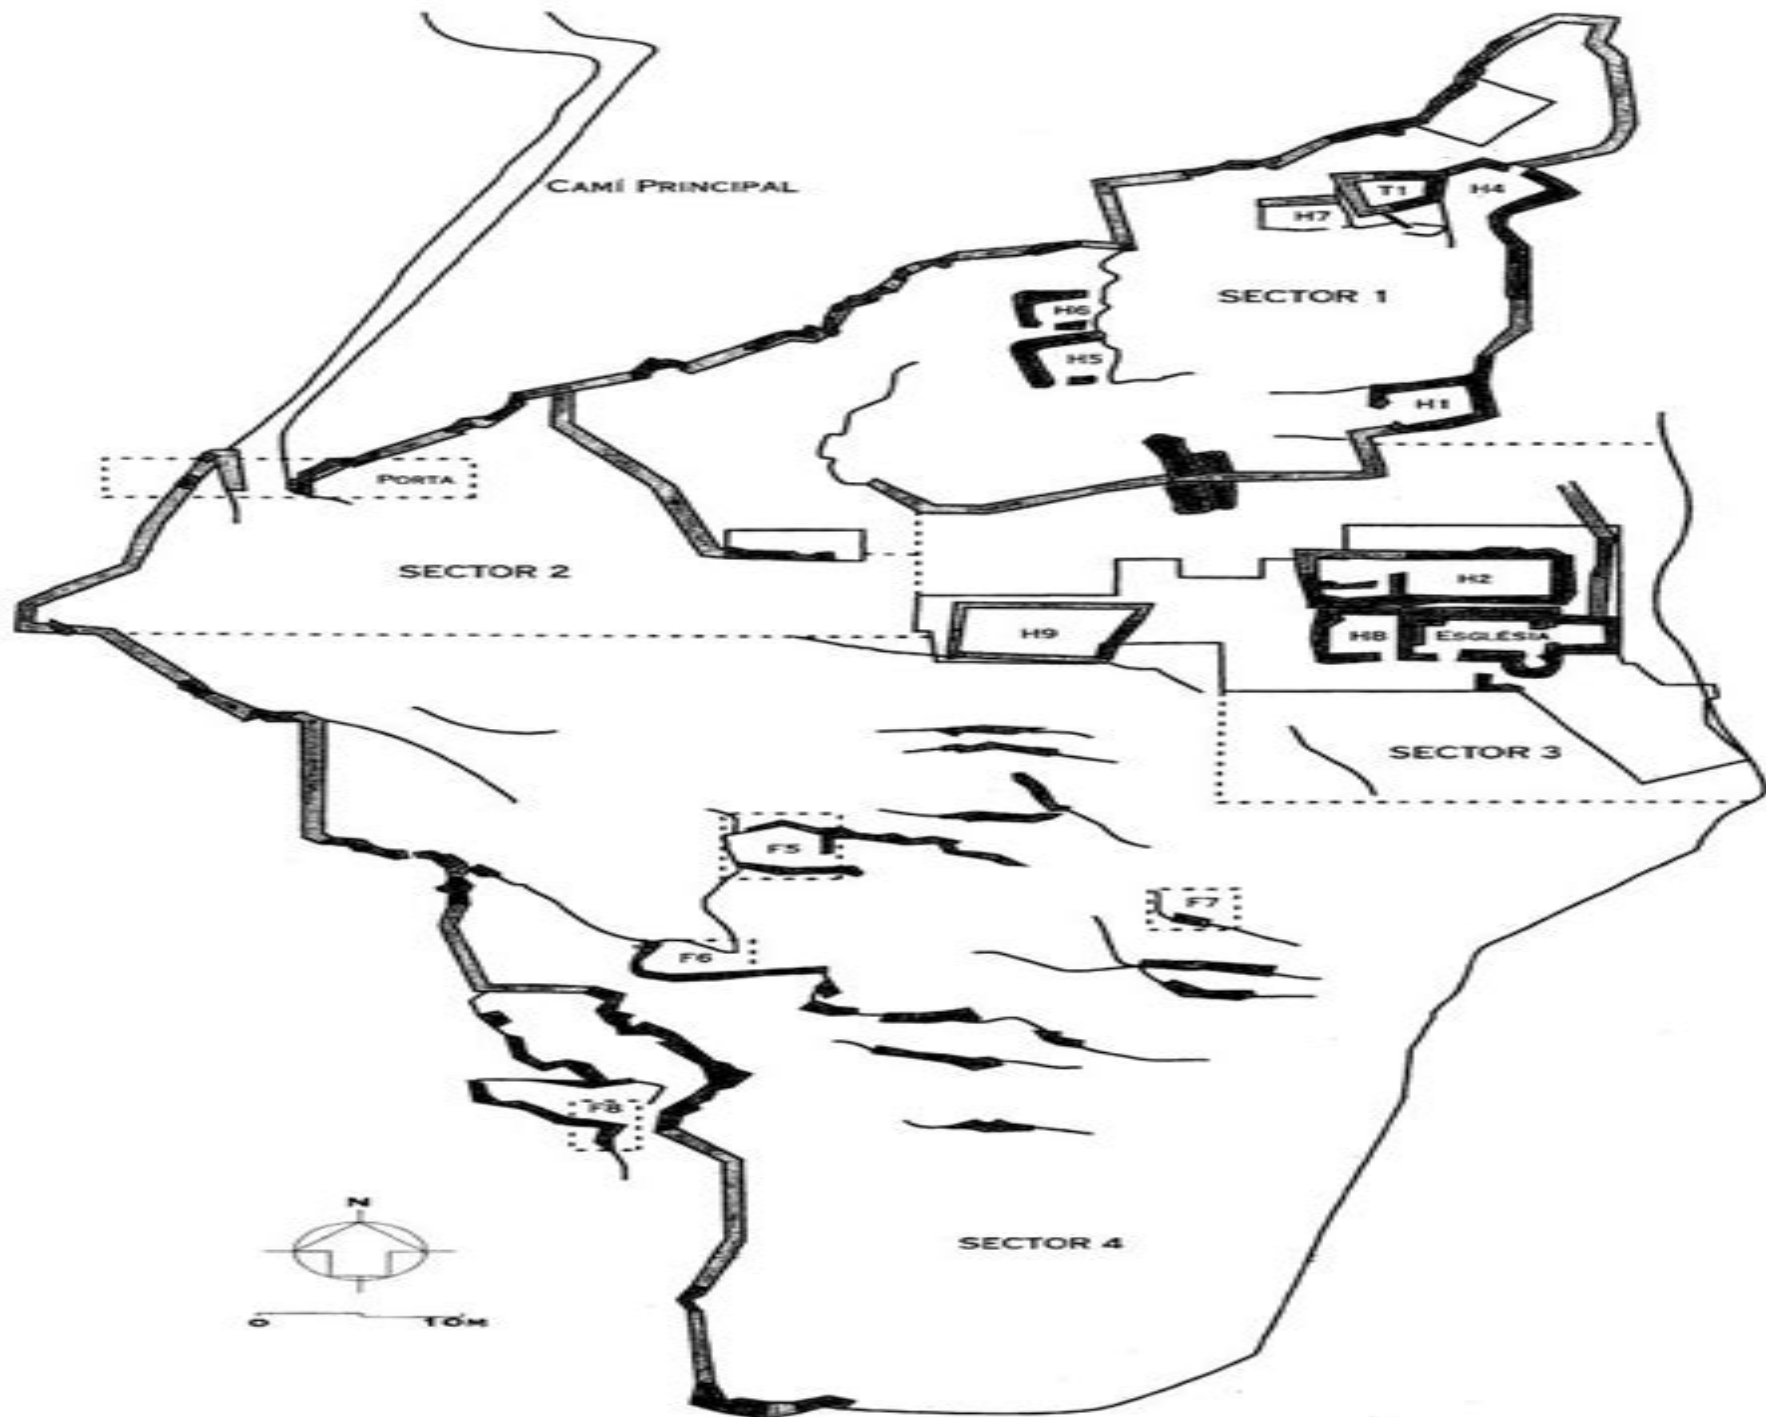 CAMÍ PRINCIPAL
T1
H4
H7
SECTOR 1
H6
H5
H1
PORTA
SECTOR 2
H2
H9
H8
ESGLÉSIA
SECTOR 3
F5
F7
F6
F8
N
SECTOR 4
0 10M